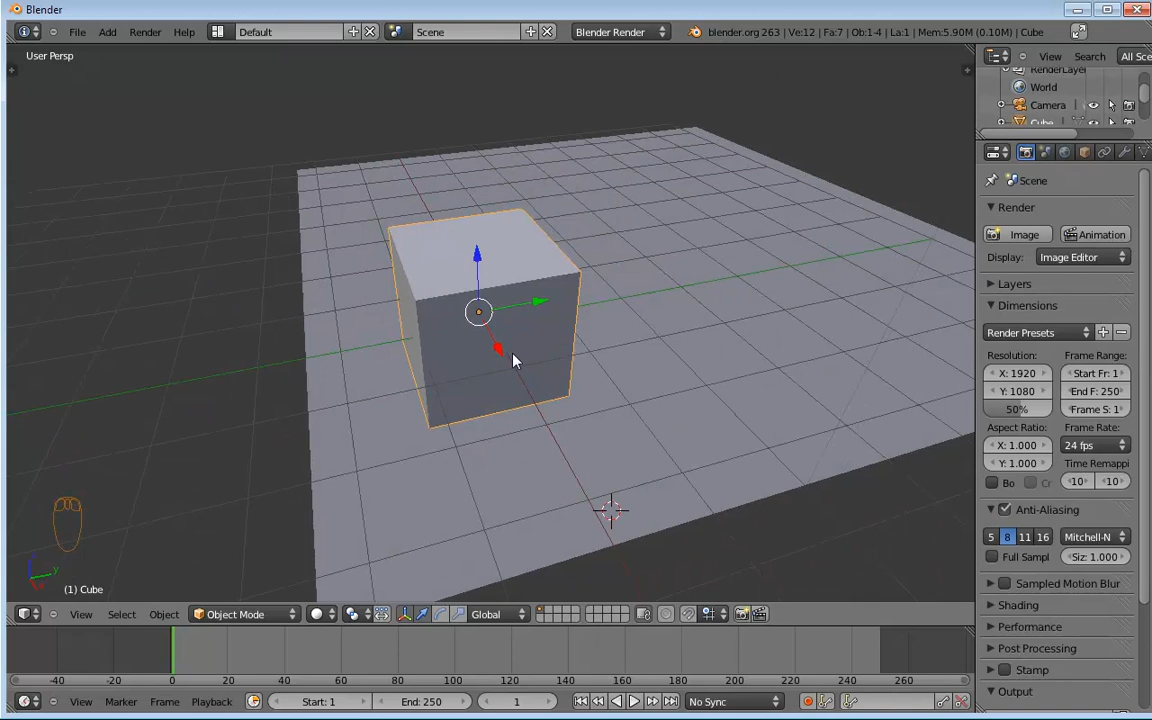 Blender
File Add Render Help Default Scene Blender Render blender.org 263 | Ve:12 | Fa:7 | Ob:1-4 | La:1 | Mem:5.90M (0.10M) | Cube
User Persp
View Search All Sce
RenderLayer
World
Camera
Cube
Scene
Render
Image Animation
Display: Image Editor
Layers
Dimensions
Render Presets
Resolution: Frame Range:
X: 1920 Start Fr: 1
Y: 1080 End F: 250
50% Frame S: 1
Aspect Ratio: Frame Rate:
X: 1.000 24 fps
Y: 1.000 Time Remappi
Bo Cr 10 10
Anti-Aliasing
5 8 11 16 Mitchell-N
Full Sampl Siz: 1.000
Sampled Motion Blur
Shading
Performance
Post Processing
Stamp
Output
z y x
(1) Cube
View Select Object Object Mode Global
-40 -20 0 20 40 60 80 100 120 140 160 180 200 220 240 260
View Marker Frame Playback Start: 1 End: 250 1 No Sync